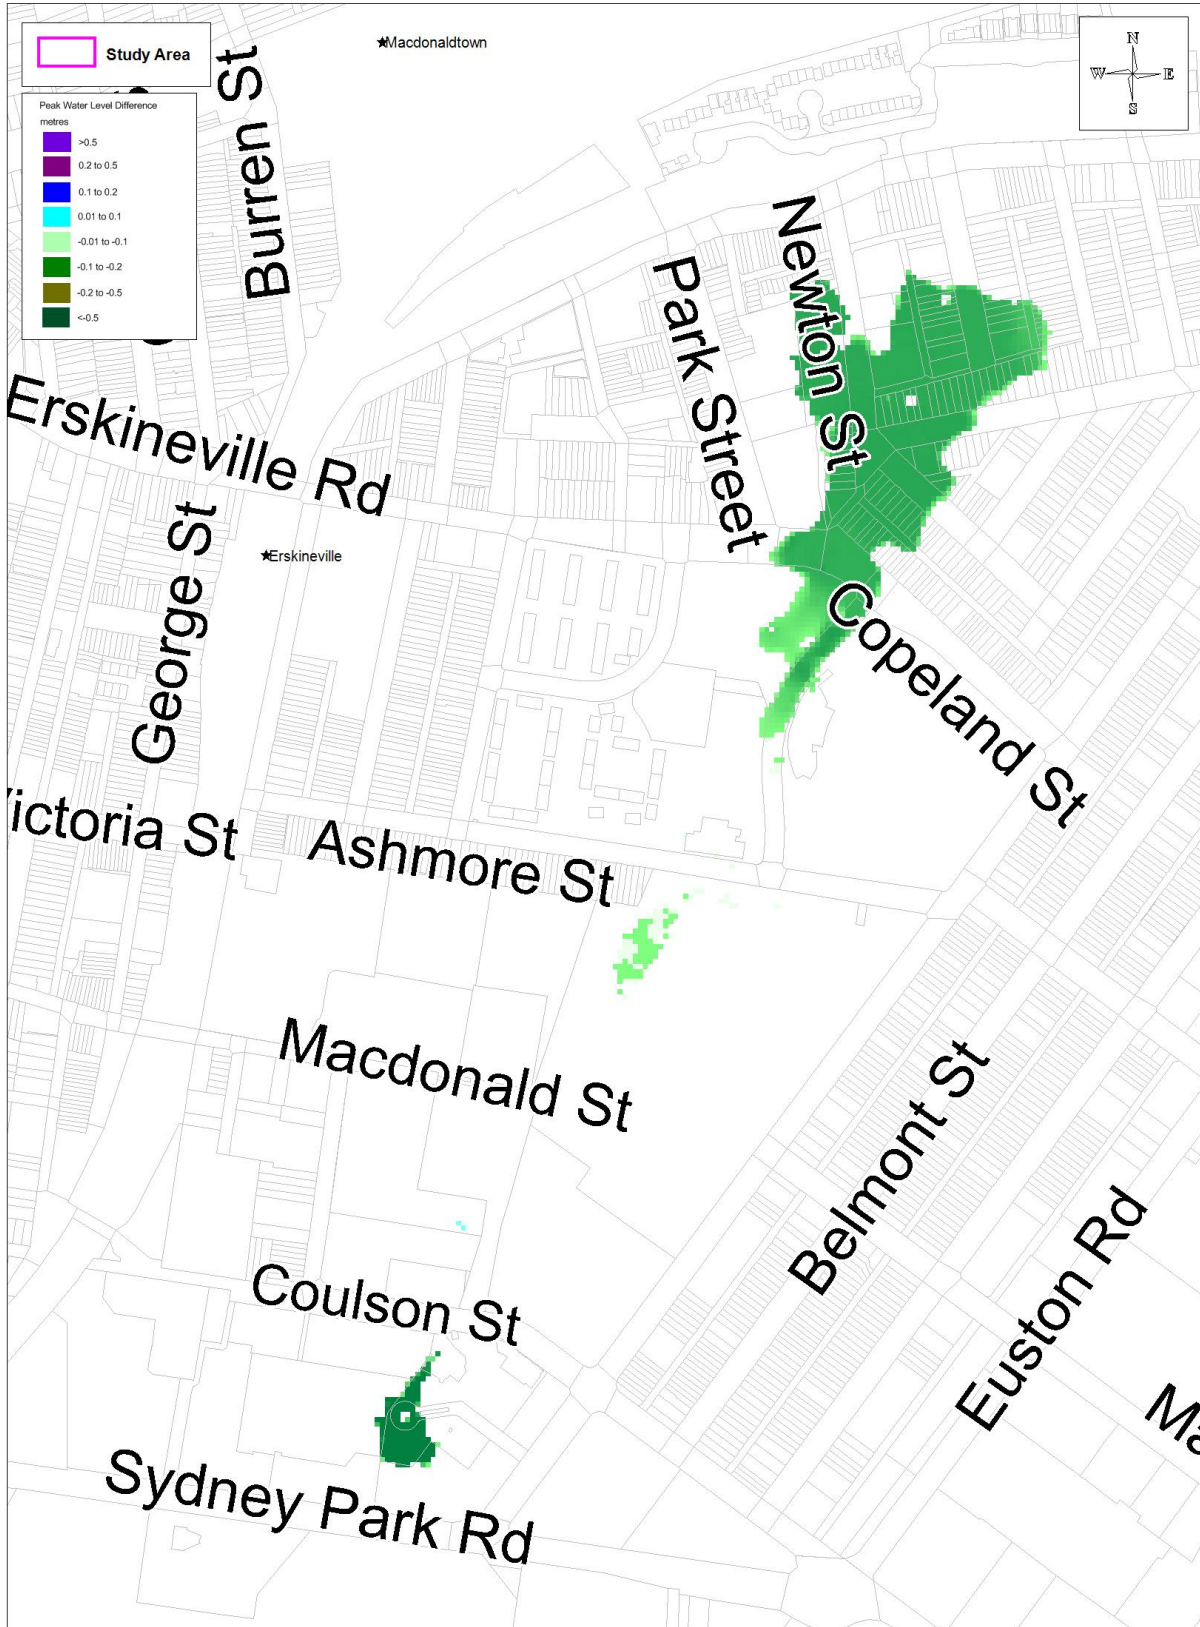 Study Area
Peak Water Level Difference
metres
>0.5
0.2 to 0.5
0.1 to 0.2
0.01 to 0.1
-0.01 to -0.1
-0.1 to -0.2
-0.2 to -0.5
<-0.5
Macdonaldtown
N
W E
S
Burren St
Newton St
Park Street
Erskineville Rd
George St
Erskineville
Copeland St
ictoria St
Ashmore St
Macdonald St
Belmont St
Euston Rd
Coulson St
Ma
Sydney Park Rd